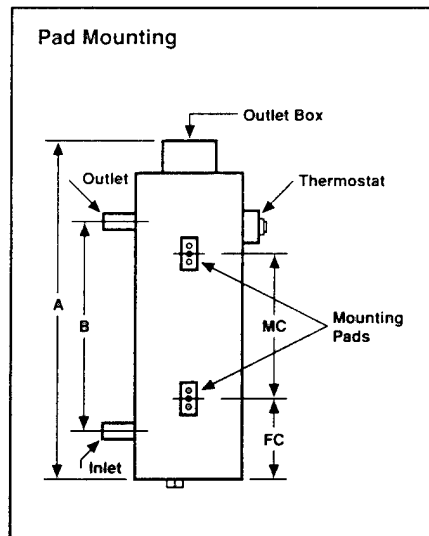 Pad Mounting
Outlet Box
Outlet
Thermostat
A
B
MC
Mounting
Pads
FC
Inlet